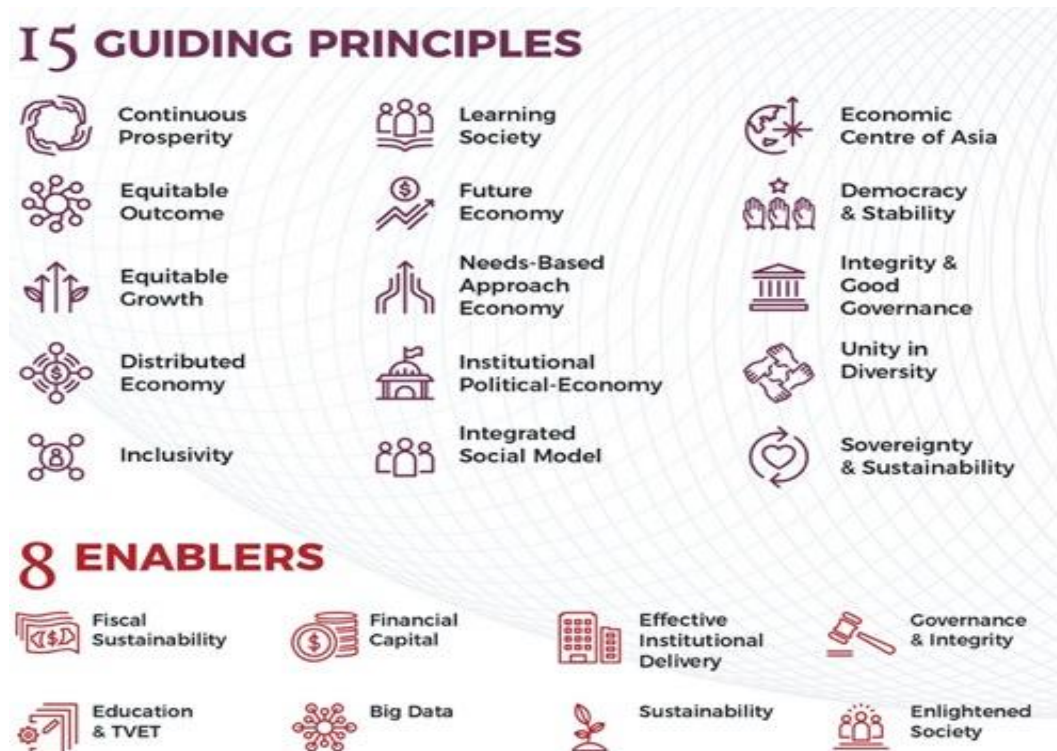 15 GUIDING PRINCIPLES
Continuous
Prosperity
Learning
Society
Economic
Centre of Asia
Equitable
Outcome
Future
Economy
Democracy
& Stability
Equitable
Growth
Needs-Based
Approach
Economy
Integrity &
Good
Governance
Distributed
Economy
Institutional
Political-Economy
Unity in
Diversity
Inclusivity
Integrated
Social Model
Sovereignty
& Sustainability
8 ENABLERS
Fiscal
Sustainability
Financial
Capital
Effective
Institutional
Delivery
Governance
& Integrity
Education
& TVET
Big Data
Sustainability
Enlightened
Society